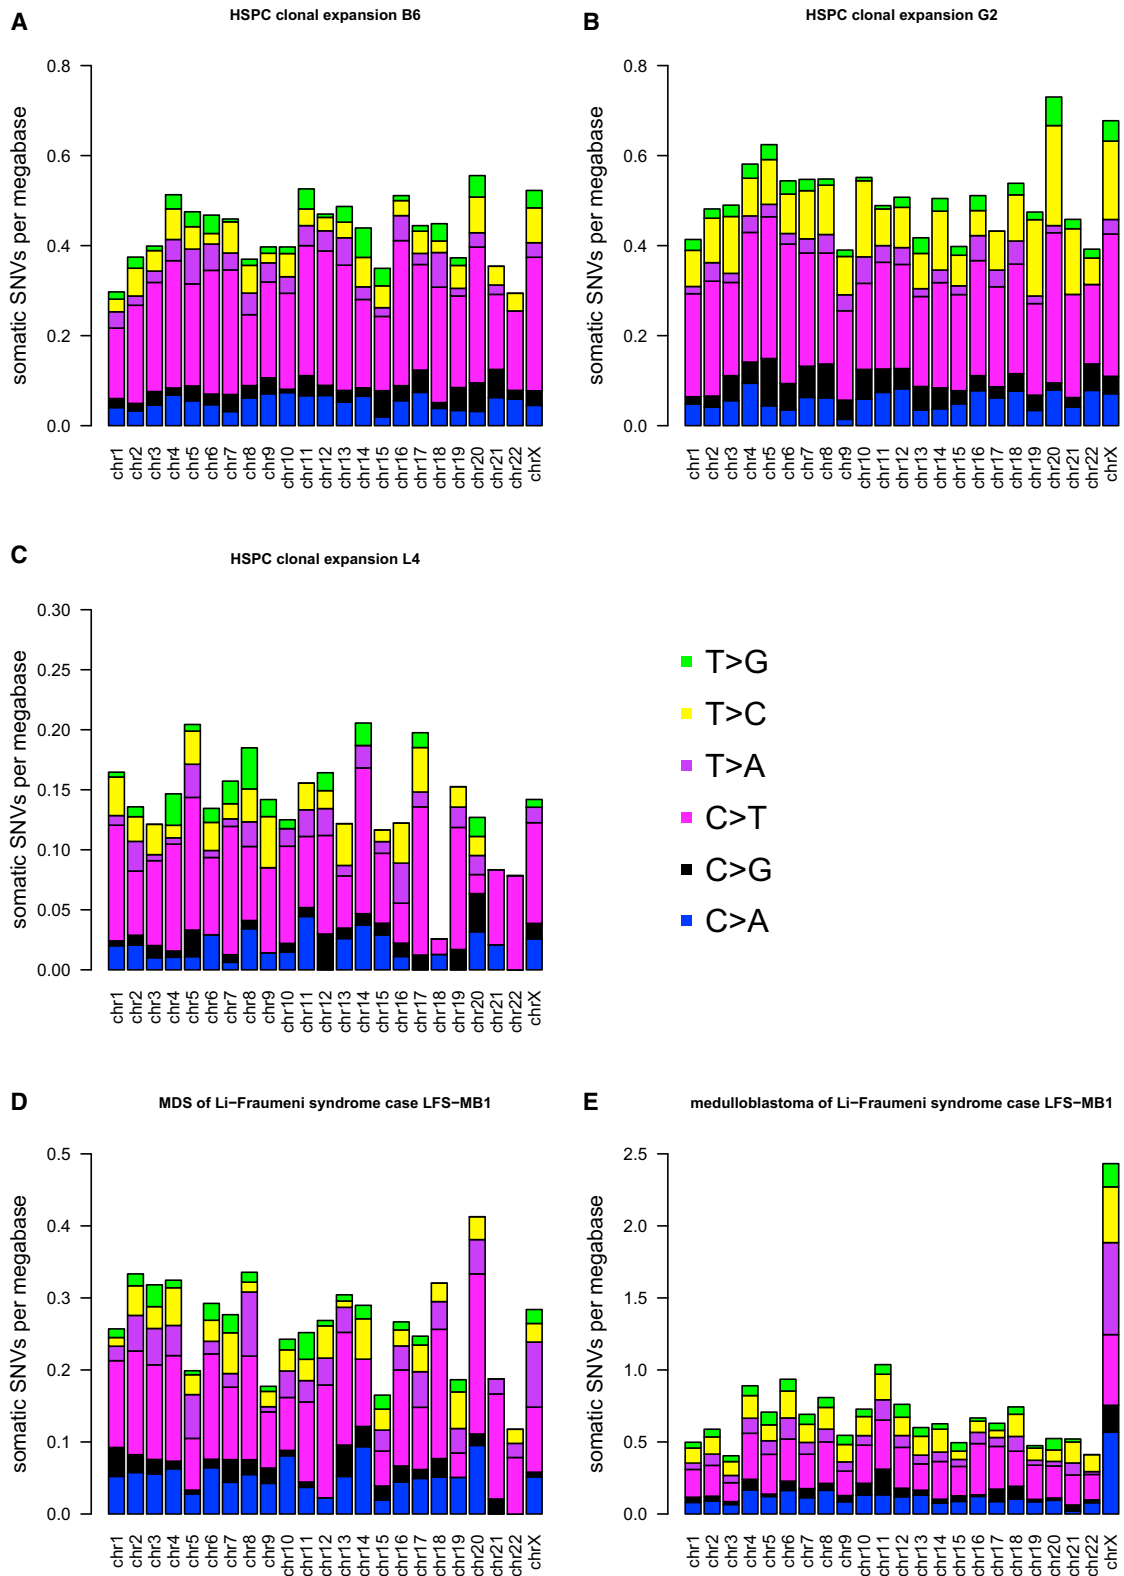 A
HSPC clonal expansion B6
somatic SNVs per megabase
0.8
0.6
0.4
0.2
0.0
chr1 chr2 chr3 chr4 chr5 chr6 chr7 chr8 chr9 chr10 chr11 chr12 chr13 chr14 chr15 chr16 chr17 chr18 chr19 chr20 chr21 chr22 chrX
B
HSPC clonal expansion G2
somatic SNVs per megabase
0.8
0.6
0.4
0.2
0.0
chr1 chr2 chr3 chr4 chr5 chr6 chr7 chr8 chr9 chr10 chr11 chr12 chr13 chr14 chr15 chr16 chr17 chr18 chr19 chr20 chr21 chr22 chrX
C
HSPC clonal expansion L4
somatic SNVs per megabase
0.30
0.25
0.20
0.15
0.10
0.05
0.00
chr1 chr2 chr3 chr4 chr5 chr6 chr7 chr8 chr9 chr10 chr11 chr12 chr13 chr14 chr15 chr16 chr17 chr18 chr19 chr20 chr21 chr22 chrX
T>G
T>C
T>A
C>T
C>G
C>A
D
MDS of Li−Fraumeni syndrome case LFS−MB1
somatic SNVs per megabase
0.5
0.4
0.3
0.2
0.1
0.0
chr1 chr2 chr3 chr4 chr5 chr6 chr7 chr8 chr9 chr10 chr11 chr12 chr13 chr14 chr15 chr16 chr17 chr18 chr19 chr20 chr21 chr22 chrX
E
medulloblastoma of Li−Fraumeni syndrome case LFS−MB1
somatic SNVs per megabase
2.5
2.0
1.5
1.0
0.5
0.0
chr1 chr2 chr3 chr4 chr5 chr6 chr7 chr8 chr9 chr10 chr11 chr12 chr13 chr14 chr15 chr16 chr17 chr18 chr19 chr20 chr21 chr22 chrX